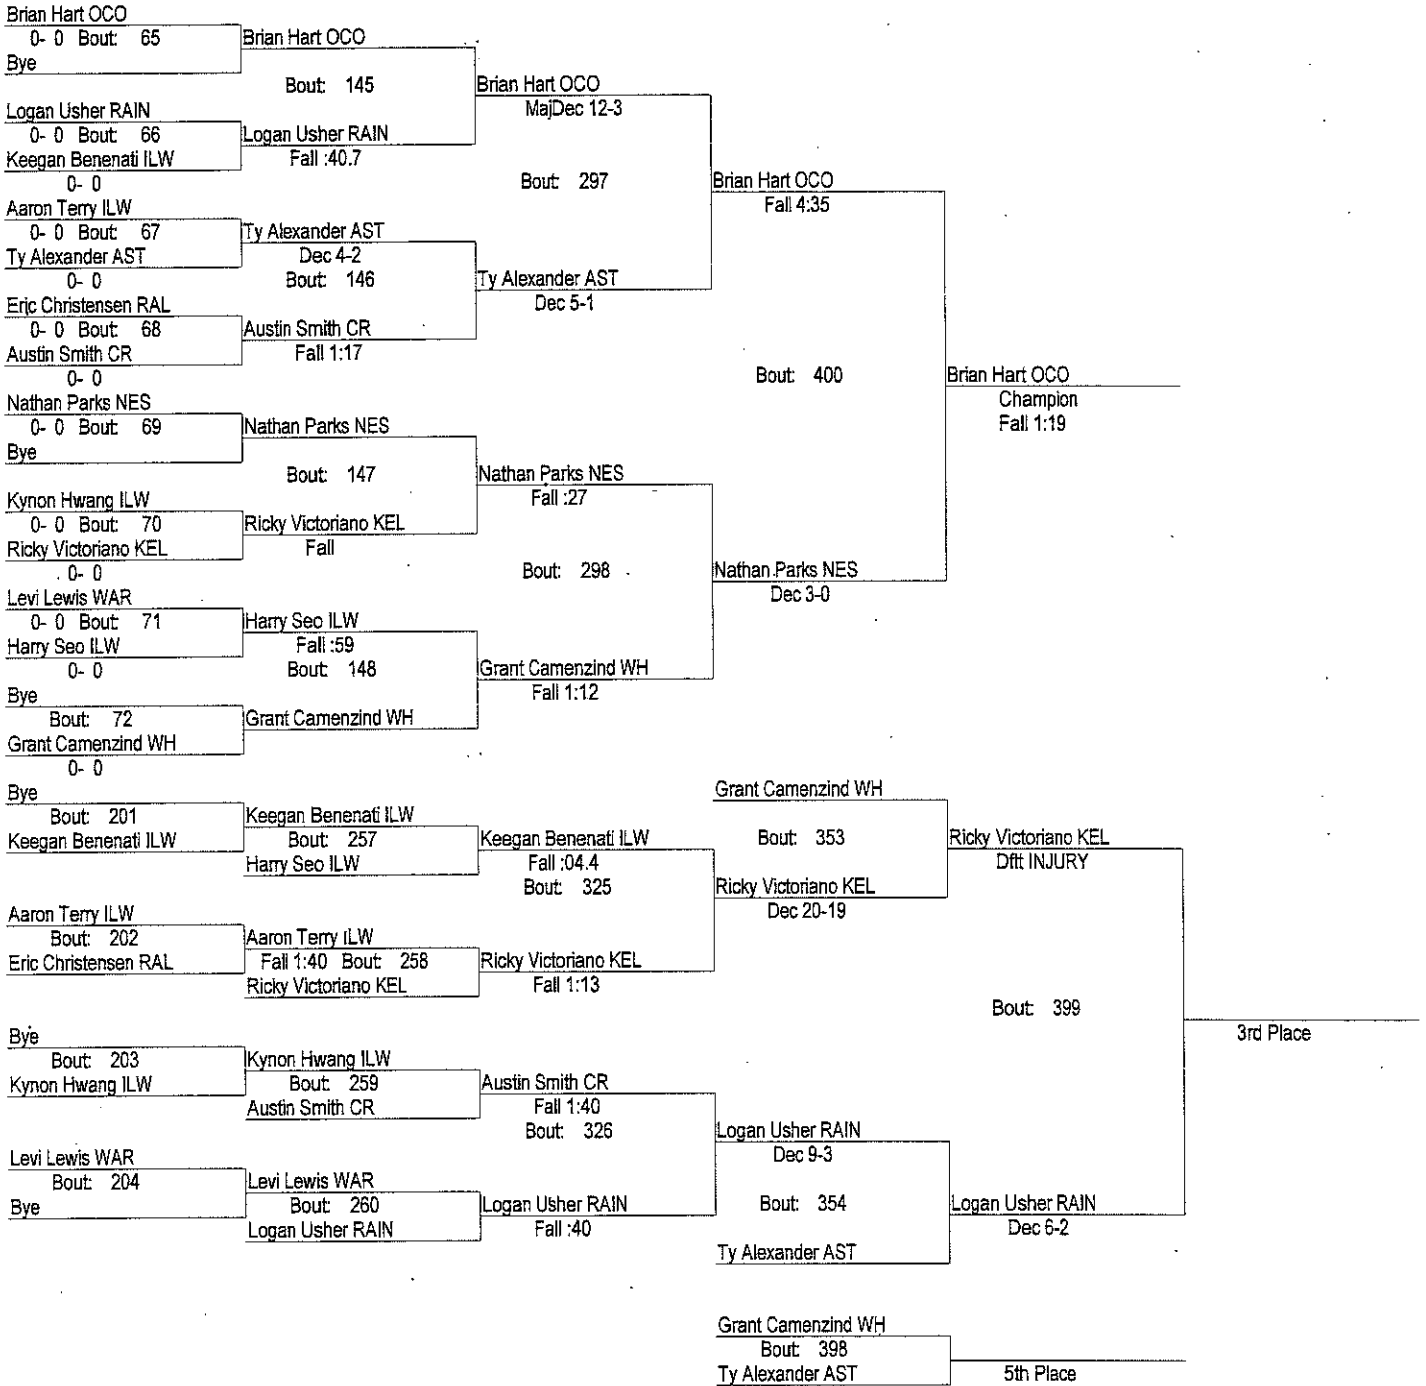 Brian Hart OCO
0- 0 Bout: 65
Bye
Brian Hart OCO
Bout: 145
Logan Usher RAIN
0- 0 Bout: 66
Keegan Benenati ILW
0- 0
Logan Usher RAIN
Fall :40.7
Brian Hart OCO
MajDec 12-3
Bout: 297
Aaron Terry ILW
0- 0 Bout: 67
Ty Alexander AST
0- 0
Ty Alexander AST
Dec 4-2
Bout: 146
Eric Christensen RAL
0- 0 Bout: 68
Austin Smith CR
0- 0
Austin Smith CR
Fall 1:17
Ty Alexander AST
Dec 5-1
Brian Hart OCO
Fall 4:35
Bout: 400
Brian Hart OCO
Champion
Fall 1:19
Nathan Parks NES
0- 0 Bout: 69
Bye
Nathan Parks NES
Bout: 147
Kynon Hwang ILW
0- 0 Bout: 70
Ricky Victoriano KEL
0- 0
Ricky Victoriano KEL
Fall
Nathan Parks NES
Fall :27
Bout: 298
Levi Lewis WAR
0- 0 Bout: 71
Harry Seo ILW
0- 0
Harry Seo ILW
Fall :59
Bout: 148
Bye
Bout: 72
Grant Camenzind WH
0- 0
Grant Camenzind WH
Grant Camenzind WH
Fall 1:12
Nathan Parks NES
Dec 3-0
Bye
Bout: 201
Keegan Benenati ILW
Keegan Benenati ILW
Bout: 257
Harry Seo ILW
Keegan Benenati ILW
Fall :04.4
Bout: 325
Aaron Terry ILW
Bout: 202
Eric Christensen RAL
Aaron Terry ILW
Fall 1:40 Bout: 258
Ricky Victoriano KEL
Ricky Victoriano KEL
Fall 1:13
Grant Camenzind WH
Bout: 353
Ricky Victoriano KEL
Dec 20-19
Ricky Victoriano KEL
Dftt INJURY
Bout: 399
3rd Place
Bye
Bout: 203
Kynon Hwang ILW
Kynon Hwang ILW
Bout: 259
Austin Smith CR
Austin Smith CR
Fall 1:40
Bout: 326
Levi Lewis WAR
Bout: 204
Bye
Levi Lewis WAR
Bout: 260
Logan Usher RAIN
Logan Usher RAIN
Fall :40
Logan Usher RAIN
Dec 9-3
Bout: 354
Ty Alexander AST
Logan Usher RAIN
Dec 6-2
Grant Camenzind WH
Bout: 398
Ty Alexander AST
5th Place